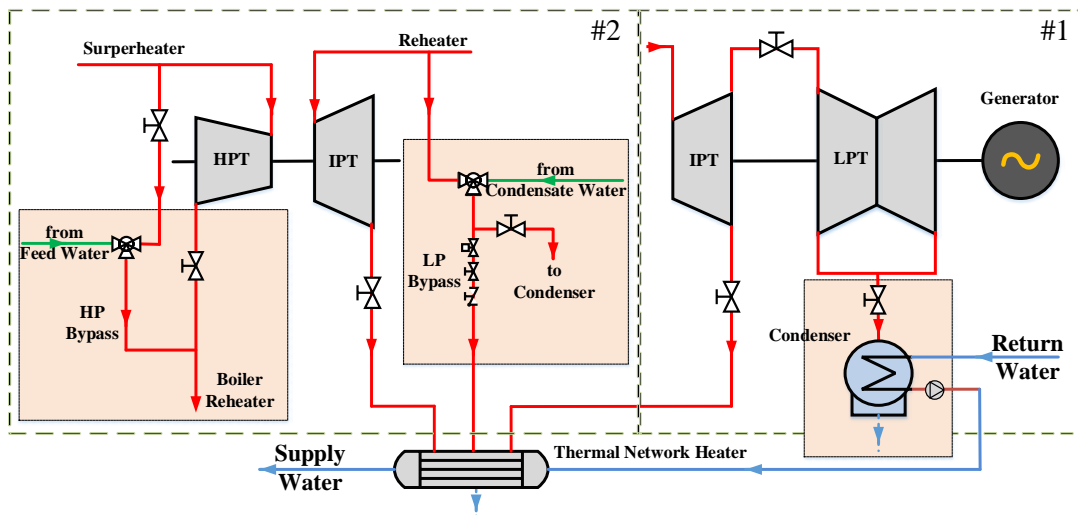 #2
#1
Surperheater
Reheater
Generator
HPT
IPT
IPT
LPT
from
Condensate Water
from
Feed Water
LP
Bypass
to
Condenser
HP
Bypass
Condenser
Return
Water
Boiler
Reheater
Supply
Water
Thermal Network Heater